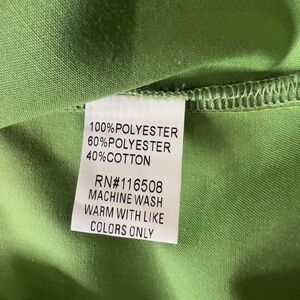 100%POLYESTER
60%POLYESTER
40%COTTON
RN#116508
MACHINE WASH
WARM WITH LIKE
COLORS ONLY